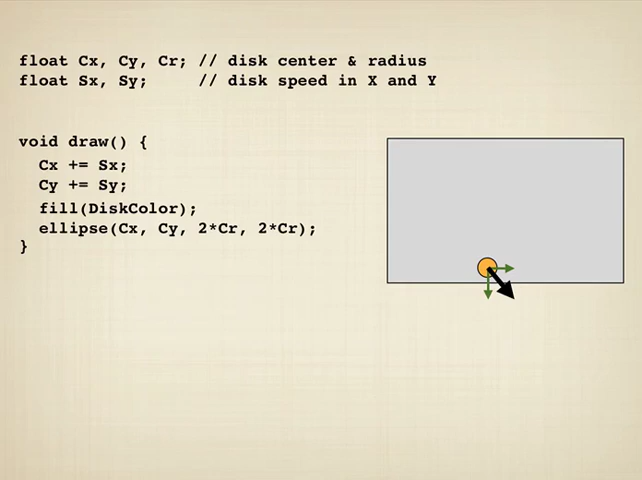 float Cx, Cy, Cr; // disk center & radius
float Sx, Sy;     // disk speed in X and Y
void draw() {
  Cx += Sx;
  Cy += Sy;
  fill(DiskColor);
  ellipse(Cx, Cy, 2*Cr, 2*Cr);
}